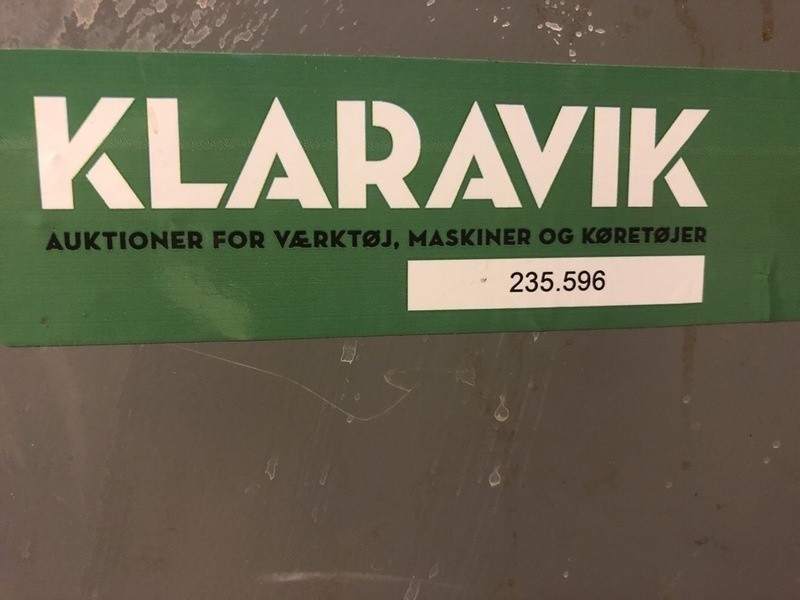 KLARAVIK
AUKTIONER FOR VÆRKTØJ, MASKINER OG KØRETØJER
235.596